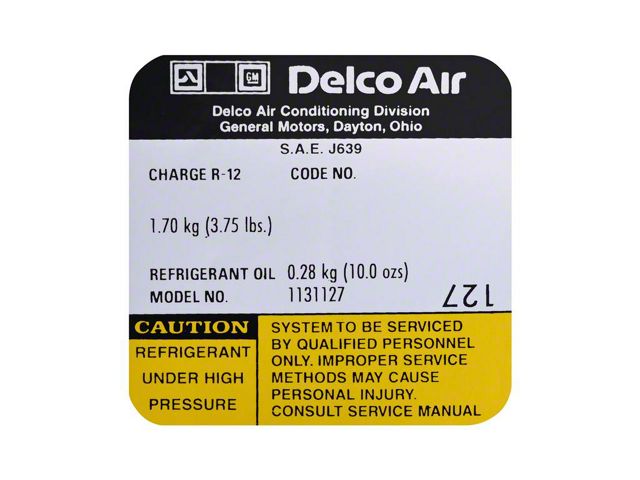 GM Delco Air
Delco Air Conditioning Division
General Motors, Dayton, Ohio
S.A.E. J639
CHARGE R-12 CODE NO.
1.70 kg (3.75 lbs.)
REFRIGERANT OIL 0.28 kg (10.0 ozs)
MODEL NO. 1131127
127
CAUTION
REFRIGERANT
UNDER HIGH
PRESSURE
SYSTEM TO BE SERVICED
BY QUALIFIED PERSONNEL
ONLY. IMPROPER SERVICE
METHODS MAY CAUSE
PERSONAL INJURY.
CONSULT SERVICE MANUAL